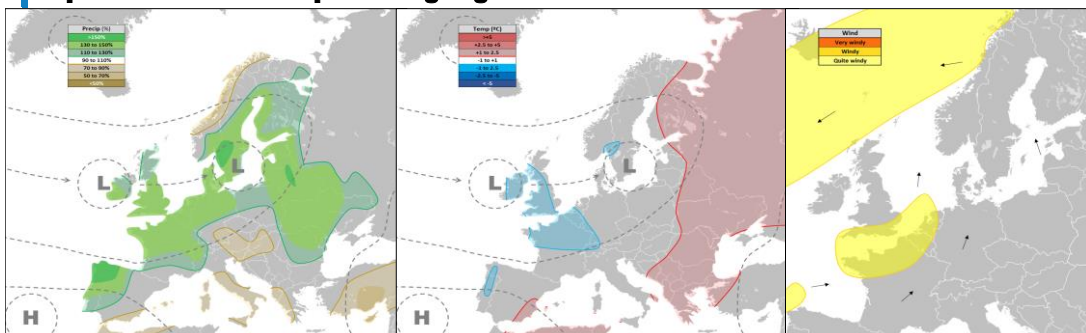 Precip (%)
>150%
130 to 150%
110 to 130%
90 to 110%
70 to 90%
50 to 70%
<50%
L
L
H
Temp (ºC)
>+5
+2.5 to +5
+1 to 2.5
-1 to +1
-1 to 2.5
-2.5 to -5
< -5
L
L
H
Wind
Very windy
Windy
Quite windy